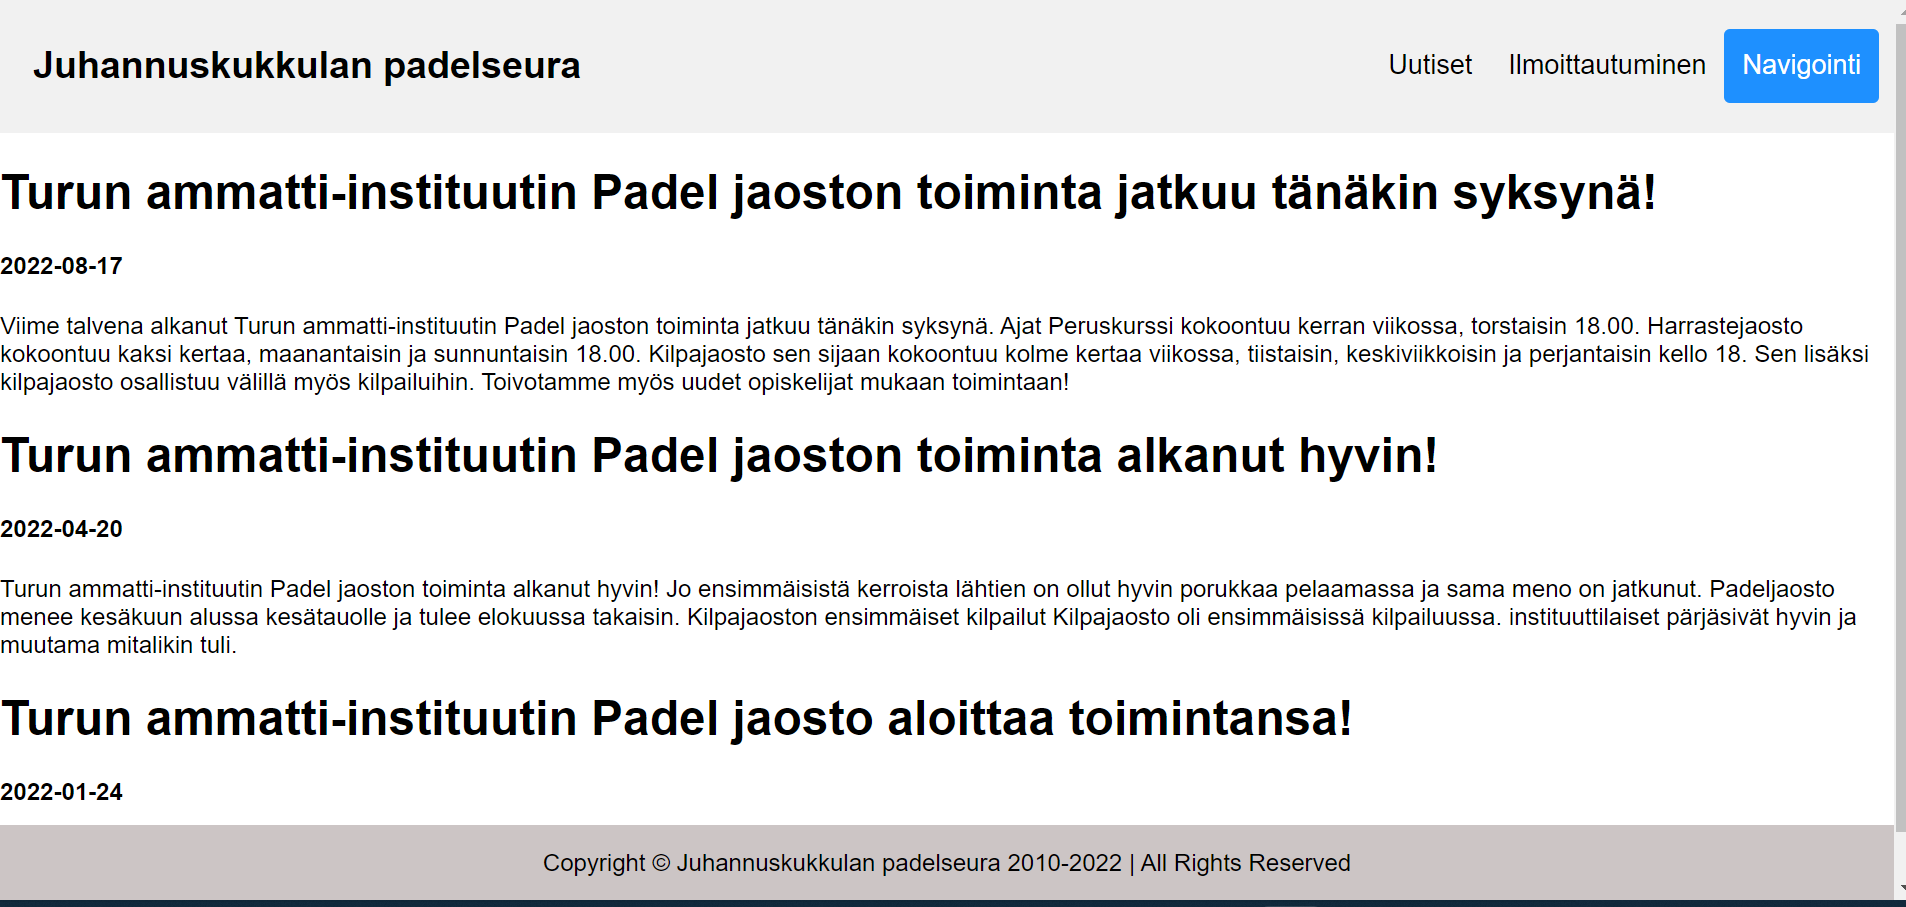 Juhannuskukkulan padelseura
Uutiset Ilmoittautuminen Navigointi
Turun ammatti-instituutin Padel jaoston toiminta jatkuu tänäkin syksynä!
2022-08-17
Viime talvena alkanut Turun ammatti-instituutin Padel jaoston toiminta jatkuu tänäkin syksynä. Ajat Peruskurssi kokoontuu kerran viikossa, torstaisin 18.00. Harrastejaosto
kokoontuu kaksi kertaa, maanantaisin ja sunnuntaisin 18.00. Kilpajaosto sen sijaan kokoontuu kolme kertaa viikossa, tiistaisin, keskiviikkoisin ja perjantaisin kello 18. Sen lisäksi
kilpajaosto osallistuu välillä myös kilpailuihin. Toivotamme myös uudet opiskelijat mukaan toimintaan!
Turun ammatti-instituutin Padel jaoston toiminta alkanut hyvin!
2022-04-20
Turun ammatti-instituutin Padel jaoston toiminta alkanut hyvin! Jo ensimmäisistä kerroista lähtien on ollut hyvin porukkaa pelaamassa ja sama meno on jatkunut. Padeljaosto
menee kesäkuun alussa kesätauolle ja tulee elokuussa takaisin. Kilpajaoston ensimmäiset kilpailut Kilpajaosto oli ensimmäisissä kilpailuussa. instituuttilaiset pärjäsivät hyvin ja
muutama mitalikin tuli.
Turun ammatti-instituutin Padel jaosto aloittaa toimintansa!
2022-01-24
Copyright © Juhannuskukkulan padelseura 2010-2022 | All Rights Reserved